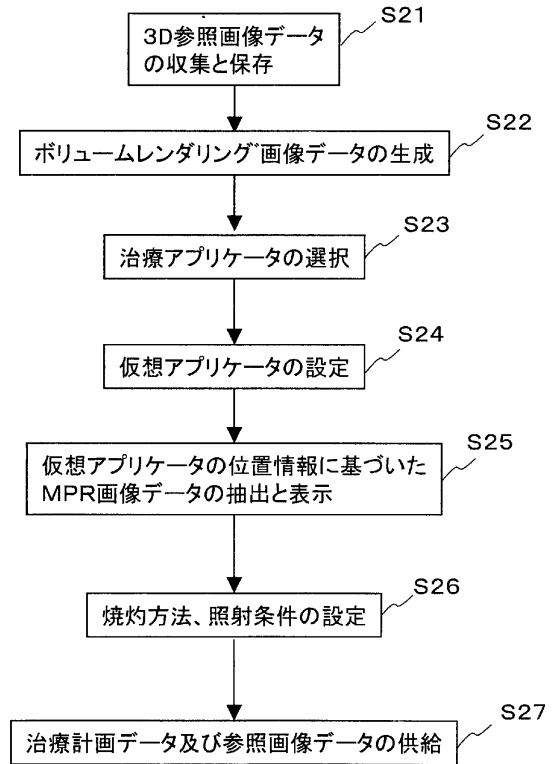 S21
3D参照画像データ
の収集と保存
S22
ボリュームレンダリング画像データの生成
S23
治療アプリケータの選択
S24
仮想アプリケータの設定
S25
仮想アプリケータの位置情報に基づいた
MPR画像データの抽出と表示
S26
焼灼方法、照射条件の設定
S27
治療計画データ及び参照画像データの供給